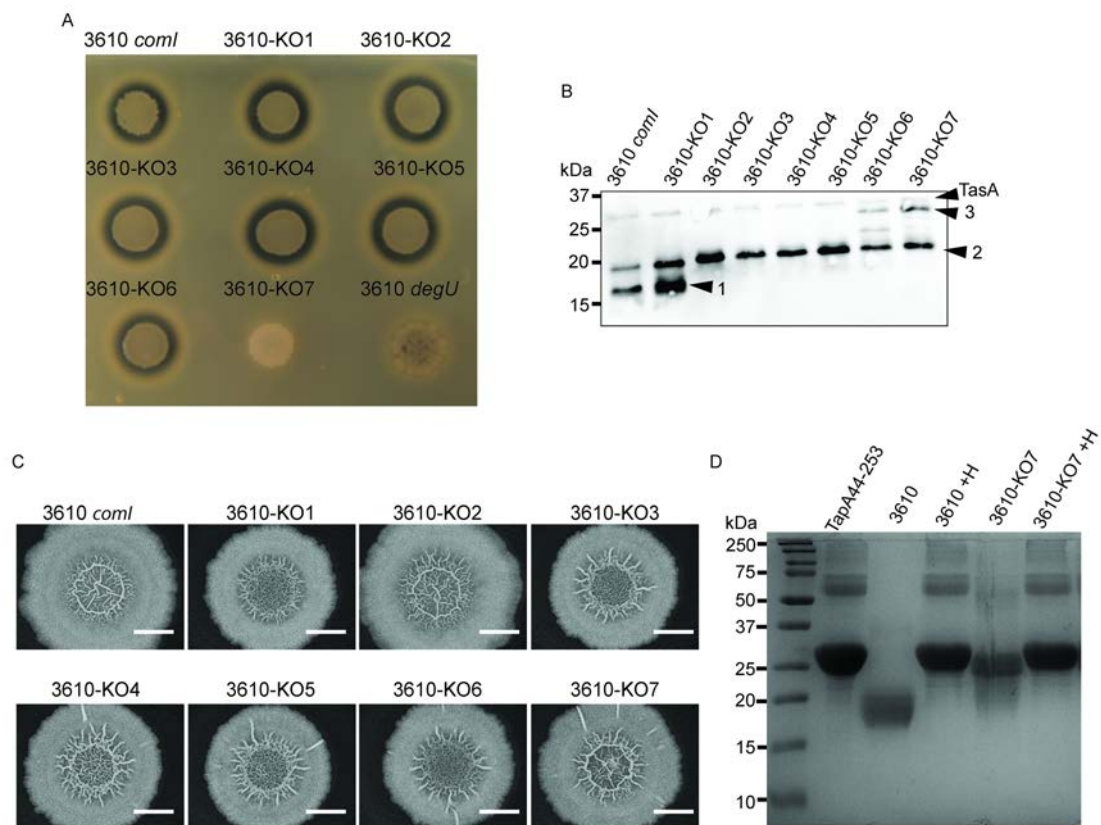 A
3610 comI 3610-KO1 3610-KO2
3610-KO3 3610-KO4 3610-KO5
3610-KO6 3610-KO7 3610 degU
B
3610 comI
3610-KO1
3610-KO2
3610-KO3
3610-KO4
3610-KO5
3610-KO6
3610-KO7
kDa
37
25
20
15
TasA
3
2
1
C
3610 comI 3610-KO1 3610-KO2 3610-KO3
3610-KO4 3610-KO5 3610-KO6 3610-KO7
D
TapA44-253
3610
3610 +H
3610-KO7
3610-KO7 +H
kDa
250
75
50
37
25
20
15
10